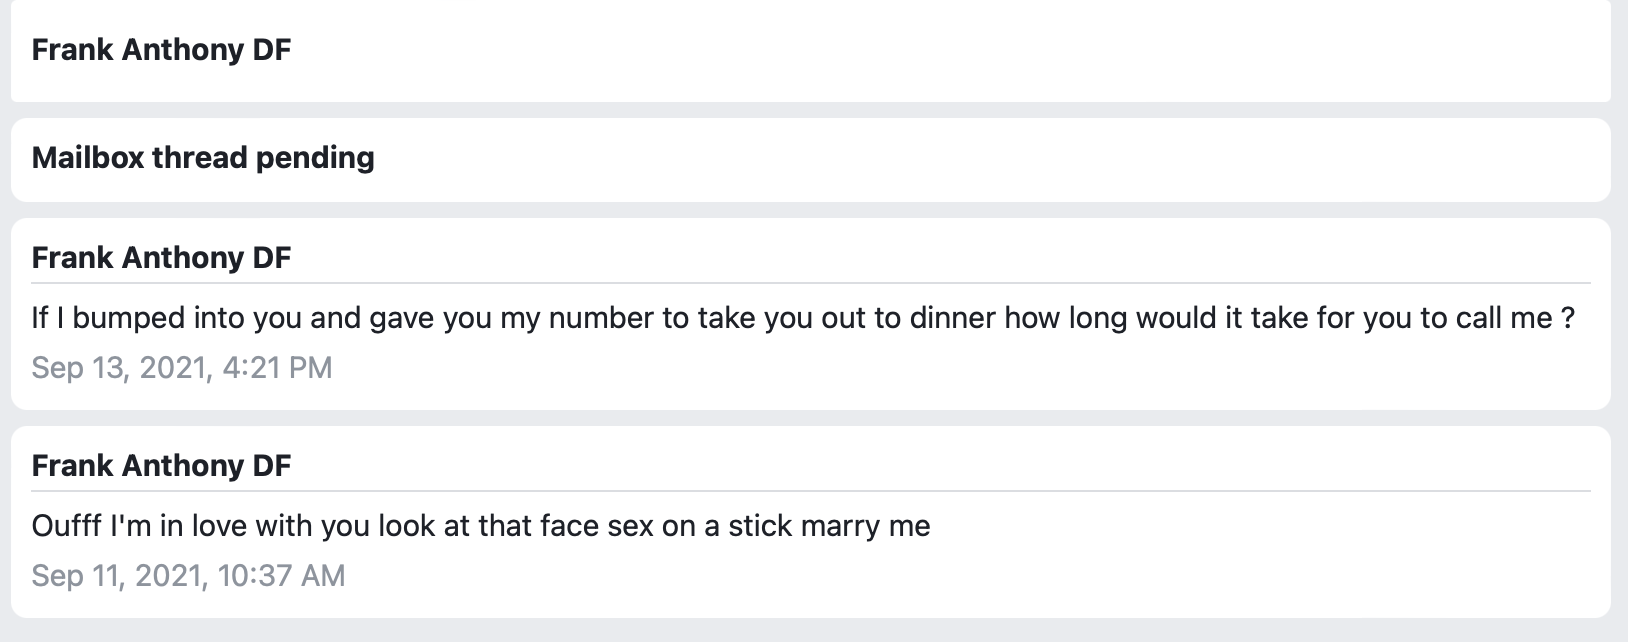 Frank Anthony DF
Mailbox thread pending
Frank Anthony DF
If I bumped into you and gave you my number to take you out to dinner how long would it take for you to call me ?
Sep 13, 2021, 4:21 PM
Frank Anthony DF
Oufff I'm in love with you look at that face sex on a stick marry me
Sep 11, 2021, 10:37 AM